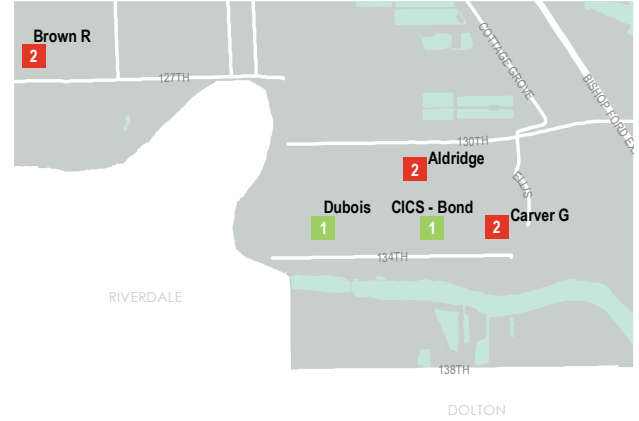 Brown R
2
127TH
COTTAGE GROVE
BISHOP FORD EX
130TH
Aldridge
2
ELLIS
Dubois
1
CICS - Bond
1
Carver G
2
134TH
RIVERDALE
138TH
DOLTON